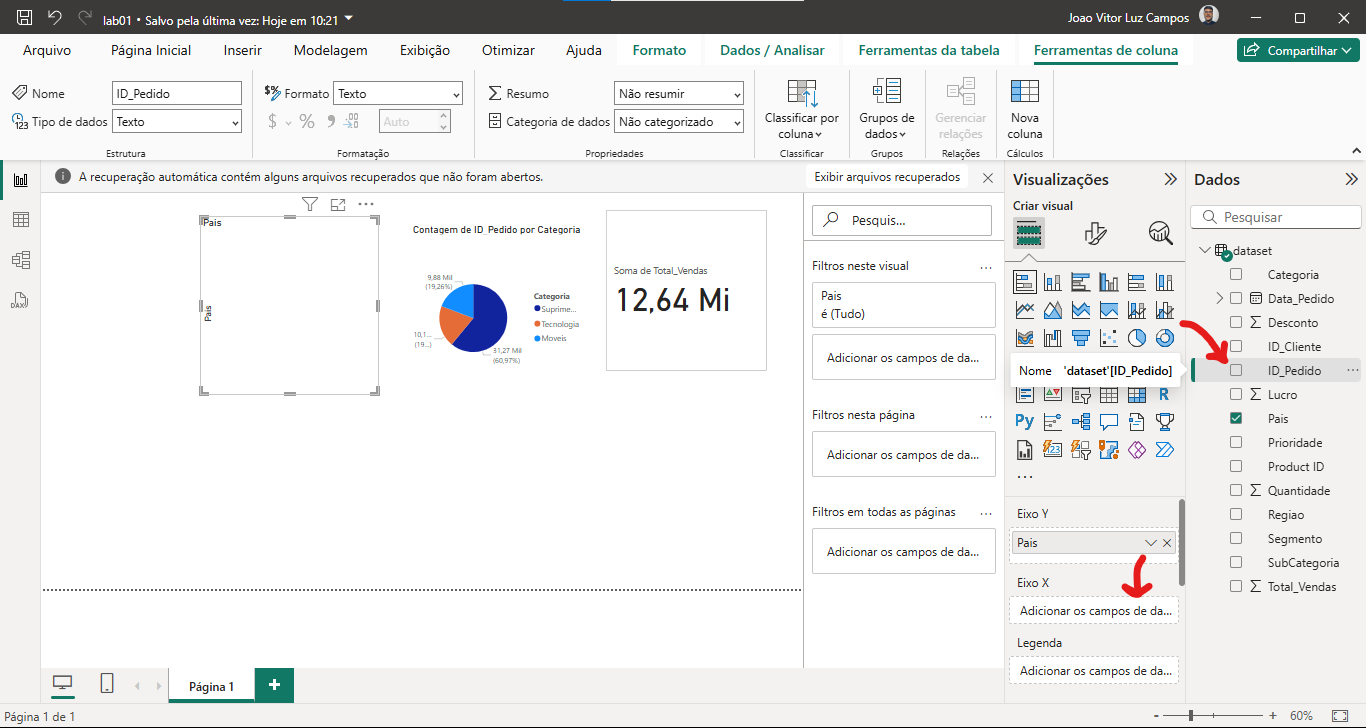 lab01 • Salvo pela última vez: Hoje em 10:21
Joao Vitor Luz Campos
Arquivo
Página Inicial
Inserir
Modelagem
Exibição
Otimizar
Ajuda
Formato
Dados / Analisar
Ferramentas da tabela
Ferramentas de coluna
Compartilhar
Nome
ID_Pedido
Tipo de dados
Texto
Estrutura
Formato
Texto
$
%
Auto
Formatação
Resumo
Não resumir
Categoria de dados
Não categorizado
Propriedades
Classificar por
coluna
Classificar
Grupos de
dados
Grupos
Gerenciar
relações
Relações
Nova
coluna
Cálculos
A recuperação automática contém alguns arquivos recuperados que não foram abertos.
Exibir arquivos recuperados
Pais
Pais
Contagem de ID_Pedido por Categoria
9,88 Mil
(19,26%)
10,1...
(19...)
31,27 Mil
(60,97%)
Categoria
Suprime...
Tecnologia
Moveis
Soma de Total_Vendas
12,64 Mi
Pesquis...
Filtros neste visual
...
Pais
é (Tudo)
Adicionar os campos de da...
Filtros nesta página
...
Adicionar os campos de da...
Filtros em todas as páginas
...
Adicionar os campos de da...
Visualizações
Criar visual
Nome 'dataset'[ID_Pedido]
R
Py
123
...
Eixo Y
Pais
Eixo X
Adicionar os campos de da...
Legenda
Adicionar os campos de da...
Dados
Pesquisar
dataset
Categoria
Data_Pedido
Desconto
ID_Cliente
ID_Pedido
...
Lucro
Pais
Prioridade
Product ID
Quantidade
Regiao
Segmento
SubCategoria
Total_Vendas
DAX
Página 1
+
Página 1 de 1
- + 60%